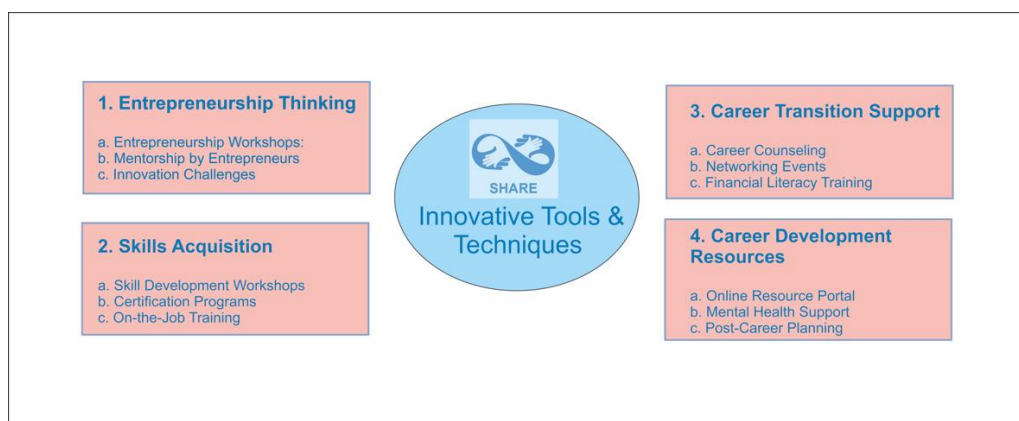 1. Entrepreneurship Thinking
a. Entrepreneurship Workshops:
b. Mentorship by Entrepreneurs
c. Innovation Challenges
2. Skills Acquisition
a. Skill Development Workshops
b. Certification Programs
c. On-the-Job Training
SHARE
Innovative Tools &
Techniques
3. Career Transition Support
a. Career Counseling
b. Networking Events
c. Financial Literacy Training
4. Career Development
Resources
a. Online Resource Portal
b. Mental Health Support
c. Post-Career Planning